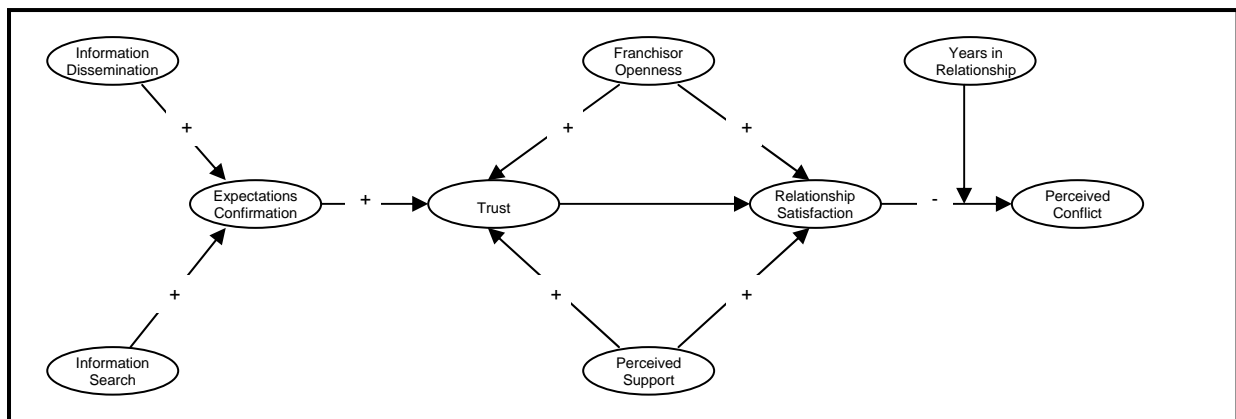 Information
Dissemination
Franchisor
Openness
Years in
Relationship
+
+
+
Expectations
Confirmation
+
Trust
Relationship
Satisfaction
-
Perceived
Conflict
+
+
+
Information
Search
Perceived
Support